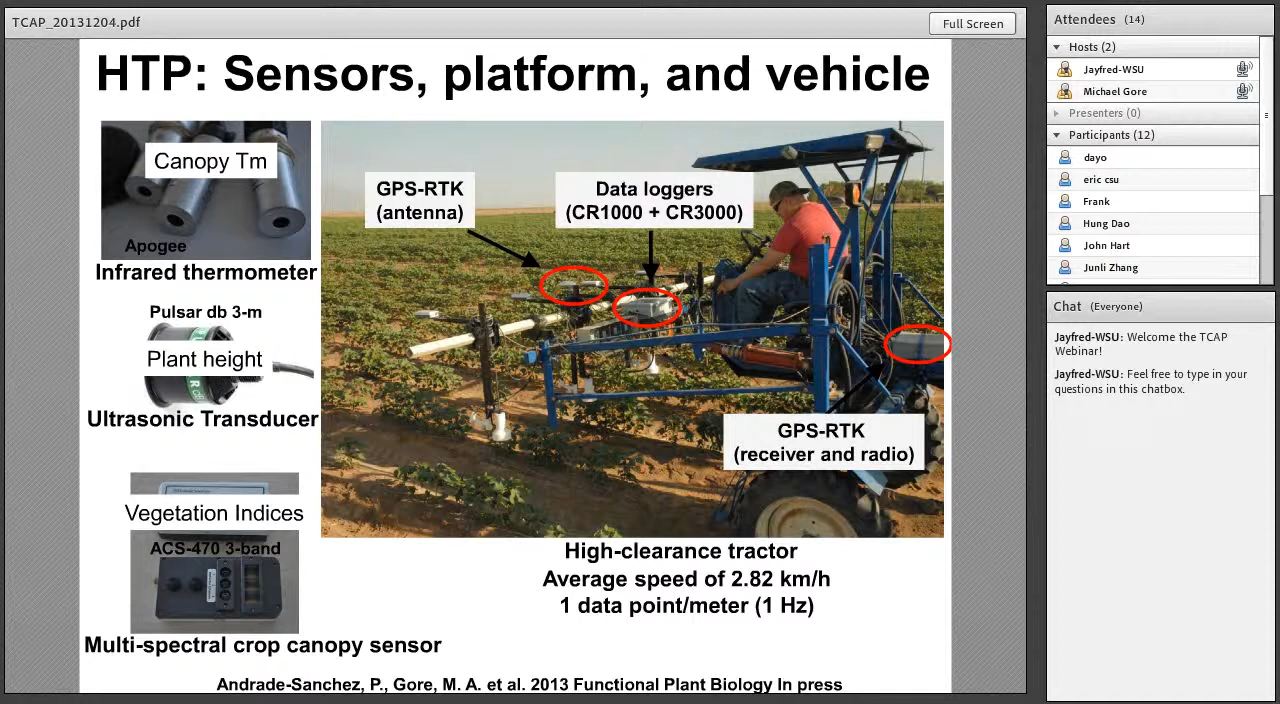 TCAP_20131204.pdf
Full Screen
HTP: Sensors, platform, and vehicle
Canopy Tm
Apogee
Infrared thermometer
Pulsar db 3-m
Plant height
Ultrasonic Transducer
Vegetation Indices
ACS-470 3-band
Multi-spectral crop canopy sensor
GPS-RTK
(antenna)
Data loggers
(CR1000 + CR3000)
GPS-RTK
(receiver and radio)
High-clearance tractor
Average speed of 2.82 km/h
1 data point/meter (1 Hz)
Andrade-Sanchez, P., Gore, M. A. et al. 2013 Functional Plant Biology In press
Attendees (14)
Hosts (2)
Jayfred-WSU
Michael Gore
Presenters (0)
Participants (12)
dayo
eric csu
Frank
Hung Dao
John Hart
Junli Zhang
Chat (Everyone)
Jayfred-WSU: Welcome the TCAP
Webinar!
Jayfred-WSU: Feel free to type in your
questions in this chatbox.